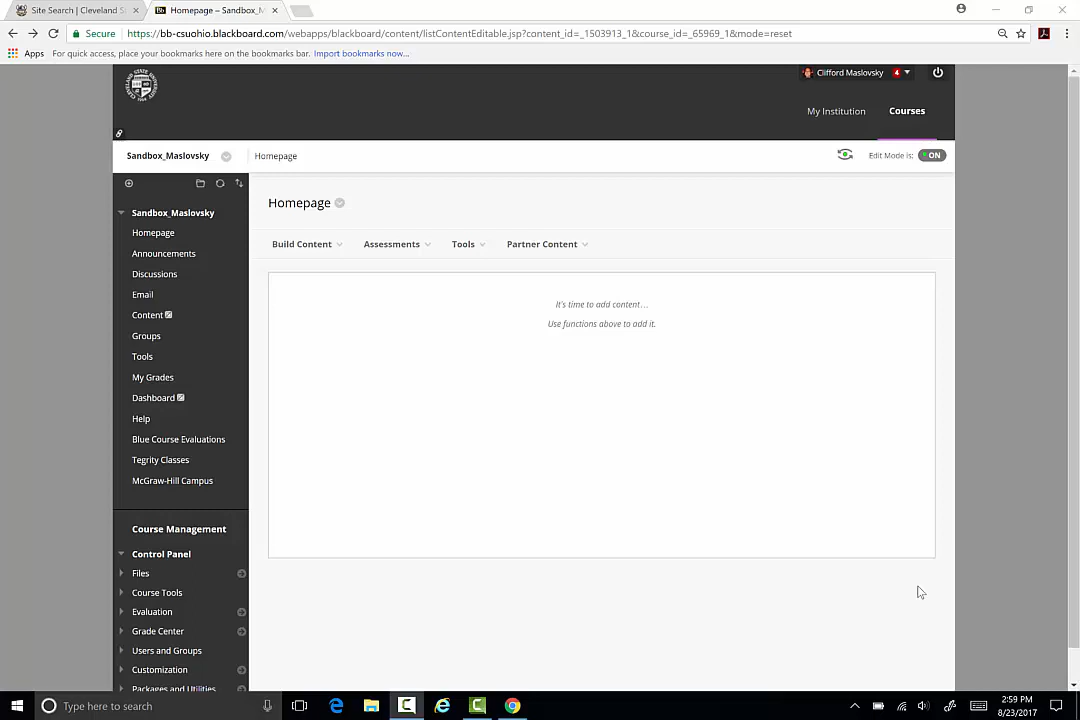 Site Search | Cleveland S
Homepage – Sandbox_M
Secure
https://bb-csuohio.blackboard.com/webapps/blackboard/content/listContentEditable.jsp?content_id=_1503913_1&course_id=_65969_1&mode=reset
Apps
For quick access, place your bookmarks here on the bookmarks bar. Import bookmarks now...
Clifford Maslovsky 4
My Institution
Courses
Sandbox_Maslovsky
Homepage
Edit Mode is: ON
Sandbox_Maslovsky
Homepage
Announcements
Discussions
Email
Content
Groups
Tools
My Grades
Dashboard
Help
Blue Course Evaluations
Tegrity Classes
McGraw-Hill Campus
Course Management
Control Panel
Files
Course Tools
Evaluation
Grade Center
Users and Groups
Customization
Packages and Utilities
Homepage
Build Content
Assessments
Tools
Partner Content
It's time to add content...
Use functions above to add it.
Type here to search
2:59 PM
8/23/2017